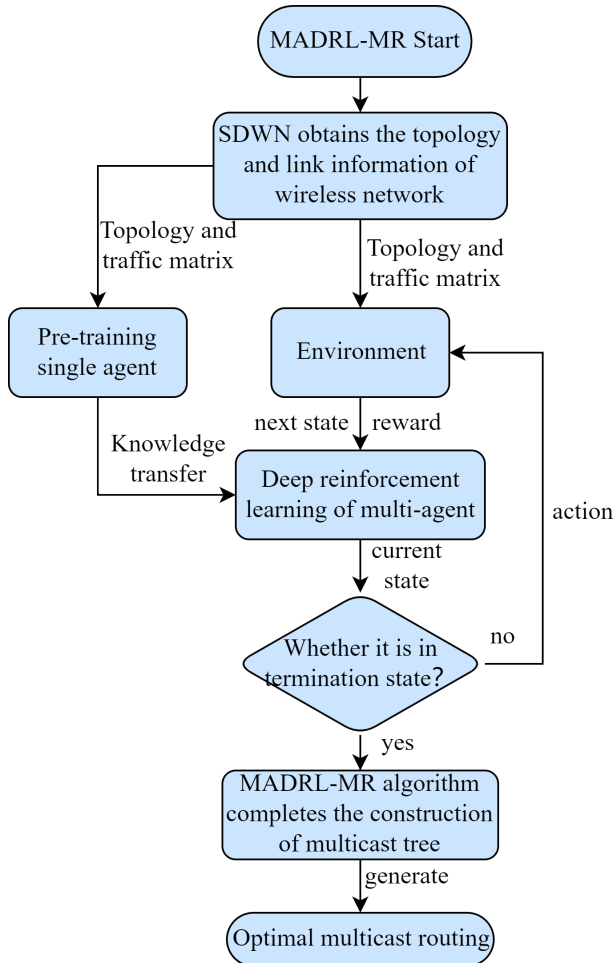 MADRL-MR Start
SDWN obtains the topology
and link information of
wireless network
Topology and
traffic matrix
Topology and
traffic matrix
Pre-training
single agent
Environment
next state
reward
Knowledge
transfer
Deep reinforcement
learning of multi-agent
action
current
state
Whether it is in
termination state?
no
yes
MADRL-MR algorithm
completes the construction
of multicast tree
generate
Optimal multicast routing